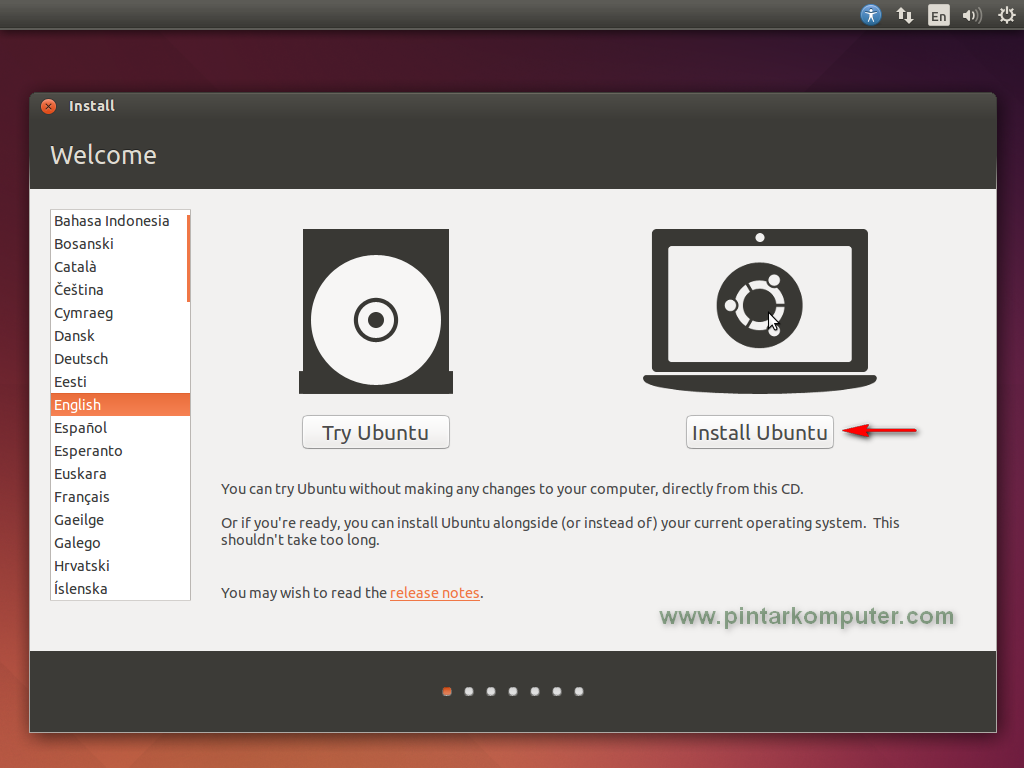 En
Install
Welcome
Bahasa Indonesia
Bosanski
Català
Čeština
Cymraeg
Dansk
Deutsch
Eesti
English
Español
Esperanto
Euskara
Français
Gaeilge
Galego
Hrvatski
Íslenska
Try Ubuntu
Install Ubuntu
You can try Ubuntu without making any changes to your computer, directly from this CD.
Or if you're ready, you can install Ubuntu alongside (or instead of) your current operating system.  This
shouldn't take too long.
You may wish to read the release notes.
www.pintarkomputer.com